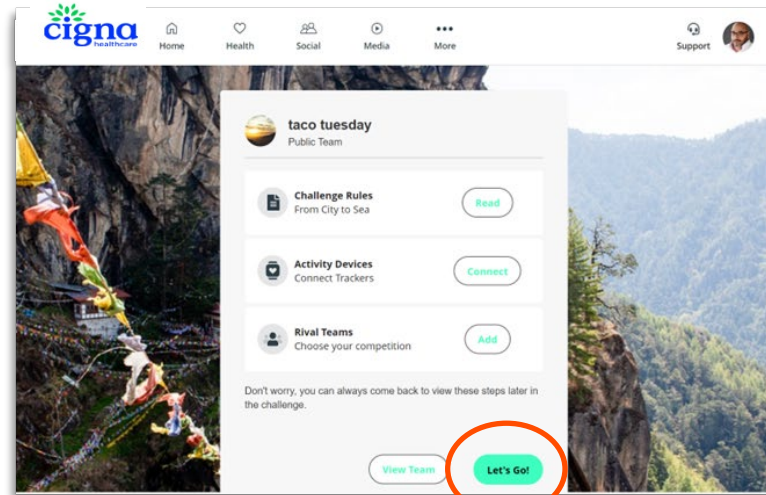 cigna
healthcare
Home
Health
Social
Media
More
Support
taco tuesday
Public Team
Challenge Rules
From City to Sea
Read
Activity Devices
Connect Trackers
Connect
Rival Teams
Choose your competition
Add
Don't worry, you can always come back to view these steps later in
the challenge.
View Team
Let's Go!